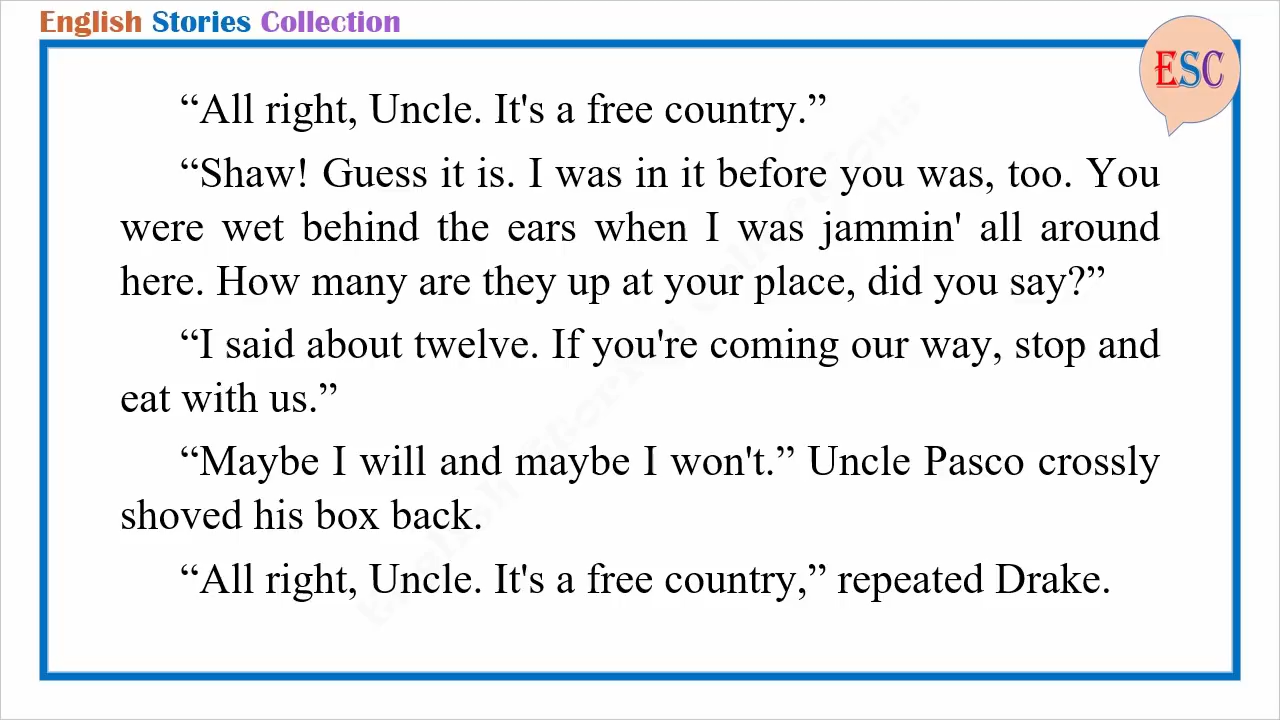 English Stories Collection
ESC
“All right, Uncle. It's a free country.”
“Shaw! Guess it is. I was in it before you was, too. You
were wet behind the ears when I was jammin' all around
here. How many are they up at your place, did you say?”
“I said about twelve. If you're coming our way, stop and
eat with us.”
“Maybe I will and maybe I won't.” Uncle Pasco crossly
shoved his box back.
“All right, Uncle. It's a free country,” repeated Drake.